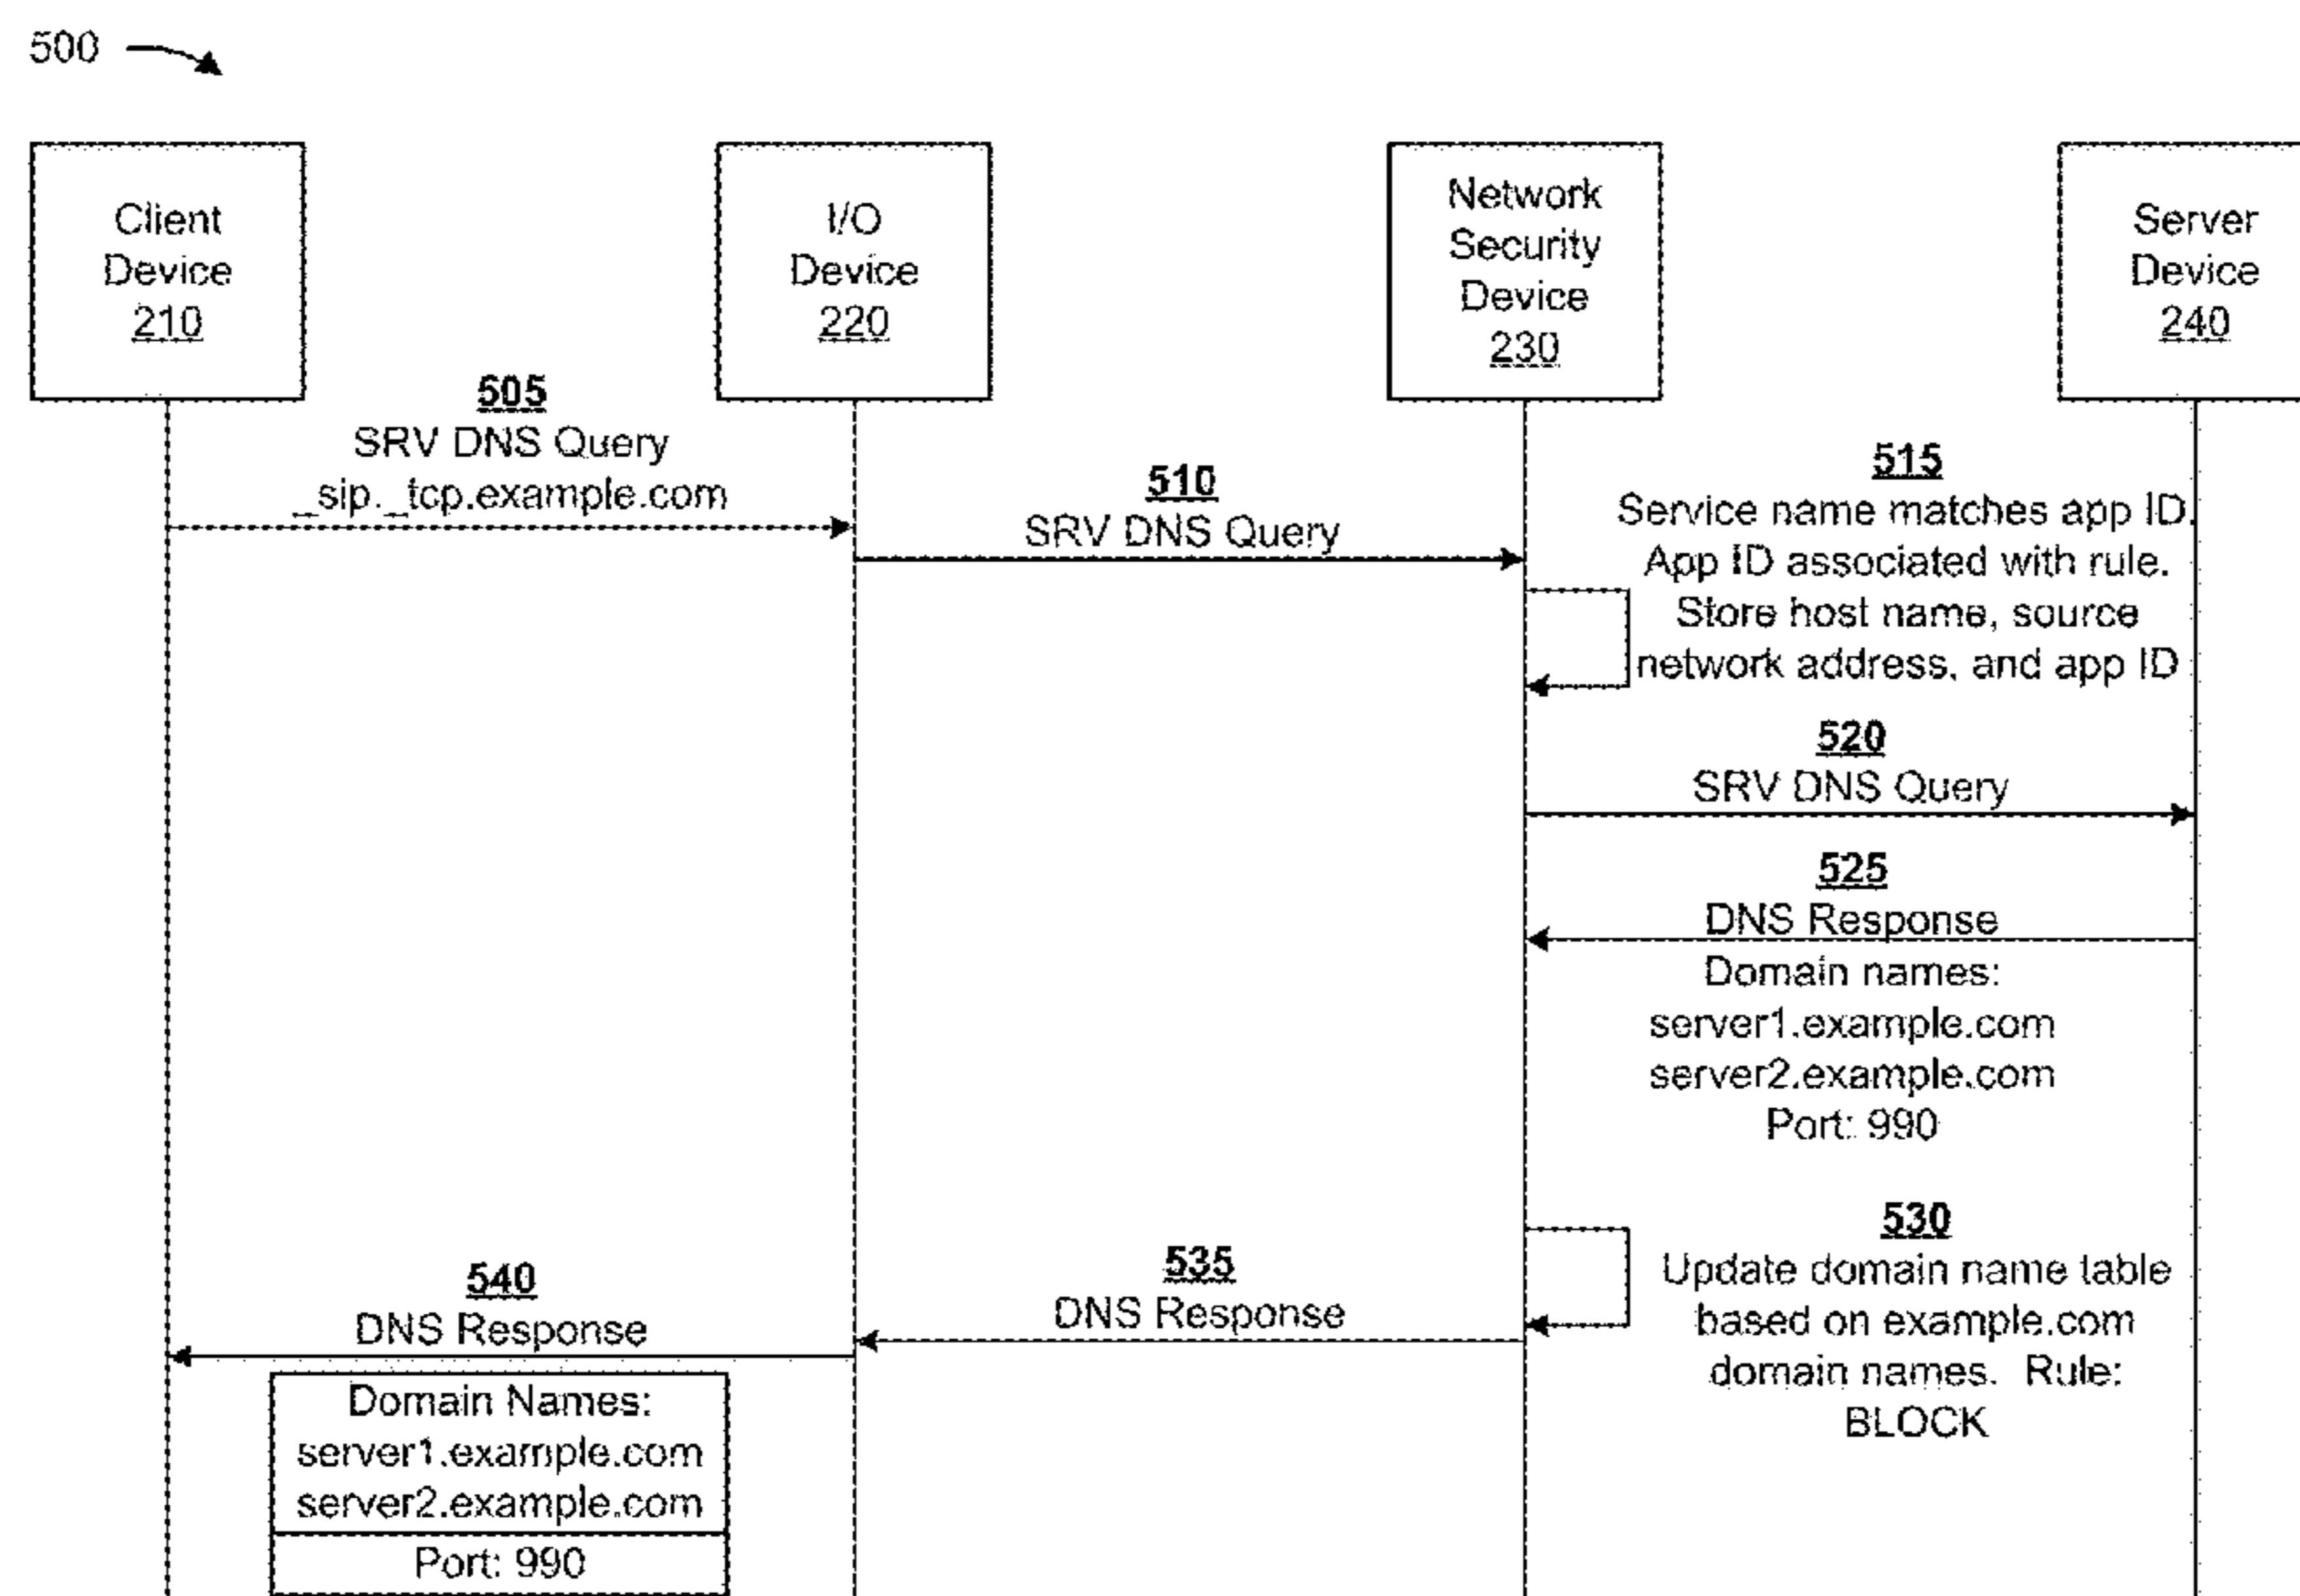 500
Client
Device
210
I/O
Device
220
Network
Security
Device
230
Server
Device
240
505
SRV DNS Query
_sip._tcp.example.com
510
SRV DNS Query
515
Service name matches app ID.
App ID associated with rule.
Store host name, source
network address, and app ID
520
SRV DNS Query
525
DNS Response
Domain names:
server1.example.com
server2.example.com
Port: 990
530
Update domain name table
based on example.com
domain names. Rule:
BLOCK
535
DNS Response
540
DNS Response
Domain Names:
server1.example.com
server2.example.com
Port: 990